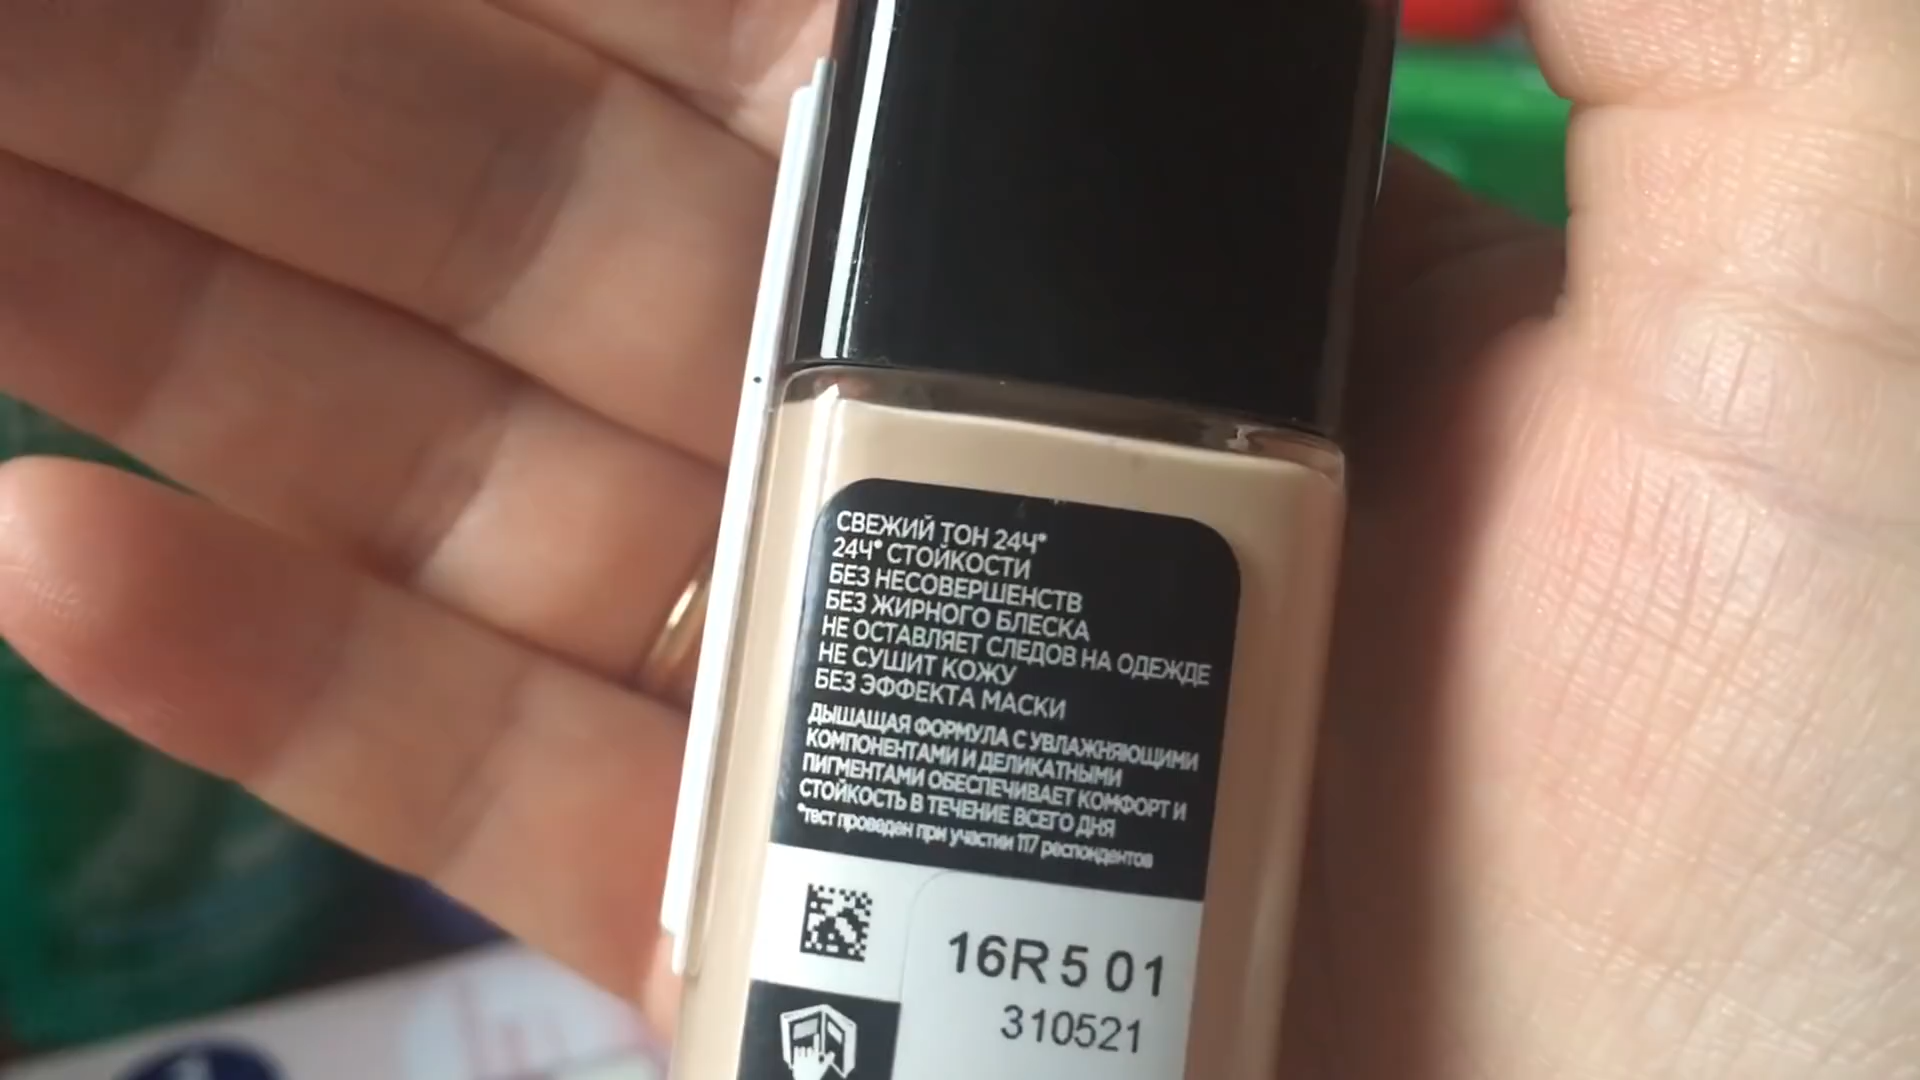 СВЕЖИЙ ТОН 24Ч*
24Ч* СТОЙКОСТИ
БЕЗ НЕСОВЕРШЕНСТВ
БЕЗ ЖИРНОГО БЛЕСКА
НЕ ОСТАВЛЯЕТ СЛЕДОВ НА ОДЕЖДЕ
НЕ СУШИТ КОЖУ
БЕЗ ЭФФЕКТА МАСКИ
ДЫШАЩАЯ ФОРМУЛА С УВЛАЖНЯЮЩИМИ
КОМПОНЕНТАМИ И ДЕЛИКАТНЫМИ
ПИГМЕНТАМИ ОБЕСПЕЧИВАЕТ КОМФОРТ И
СТОЙКОСТЬ В ТЕЧЕНИЕ ВСЕГО ДНЯ
*тест проведен при участии 117 респондентов
16R 5 01
310521